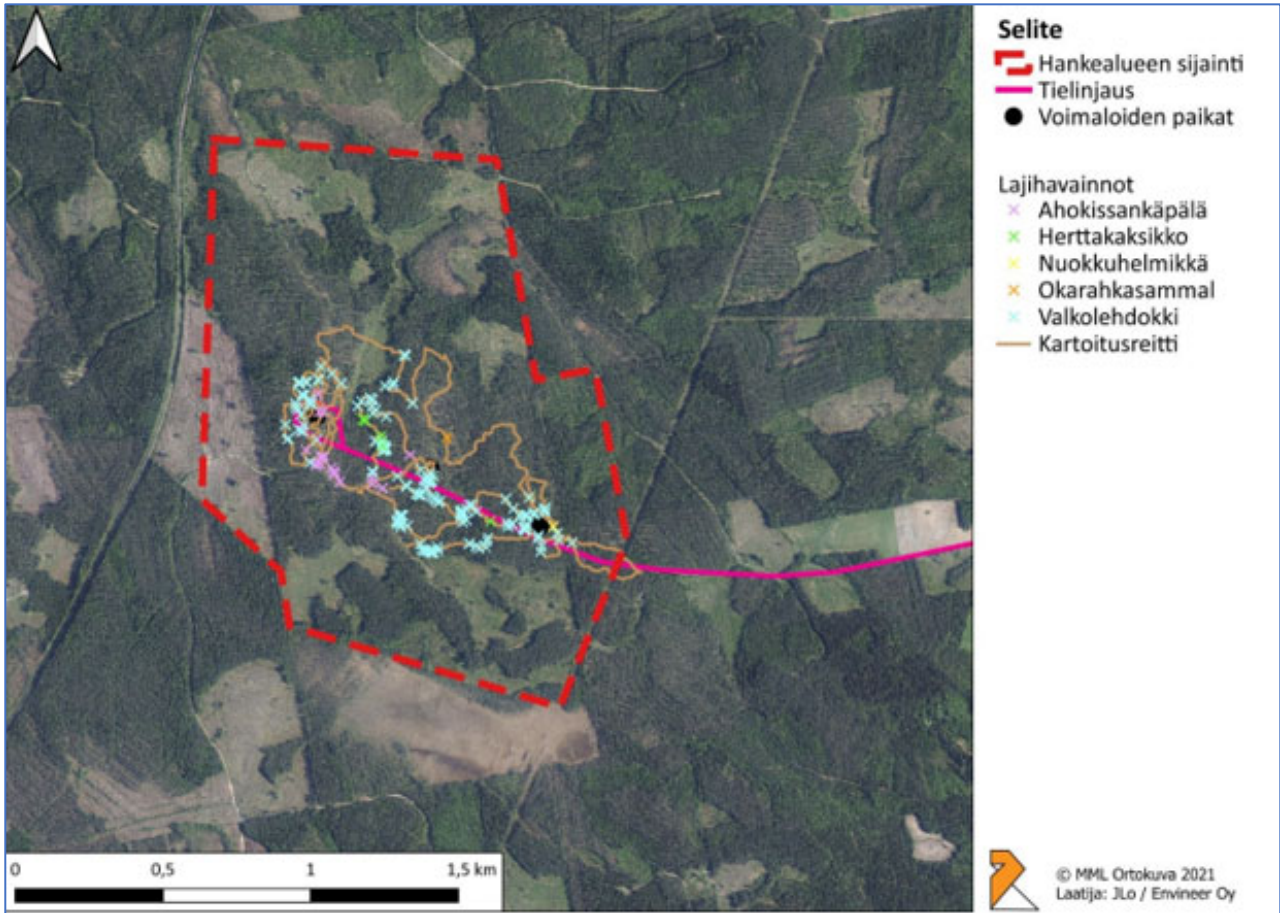 Selite
Hankealueen sijainti
Tielinjaus
Voimaloiden paikat
Lajihavainnot
Ahokissankäpälä
Herttakaksikko
Nuokkuhelmikkä
Okarahkasammal
Valkolehdokki
Kartoitusreitti
0 0,5 1 1,5 km
© MML Ortokuva 2021
Laatija: JLo / Envineer Oy